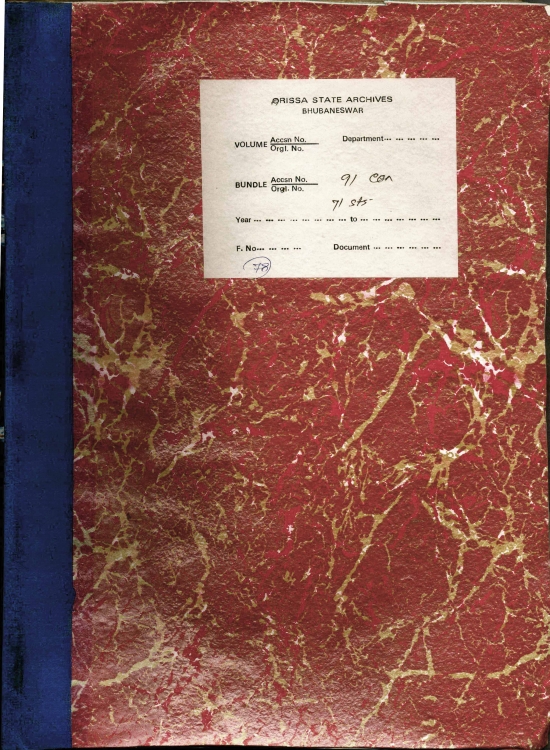 ORISSA STATE ARCHIVES
BHUBANESWAR
VOLUME Accsn No. Department... ... ... ... ...
Orgl. No.
BUNDLE Accsn No. 91 Con
Orgl. No.
71 sts-
Year ... ... ... ... ... ... ... ... to ... ... ... ... ... ... ...
F. No... ... ... ... Document ... ... ... ... ... ...
78